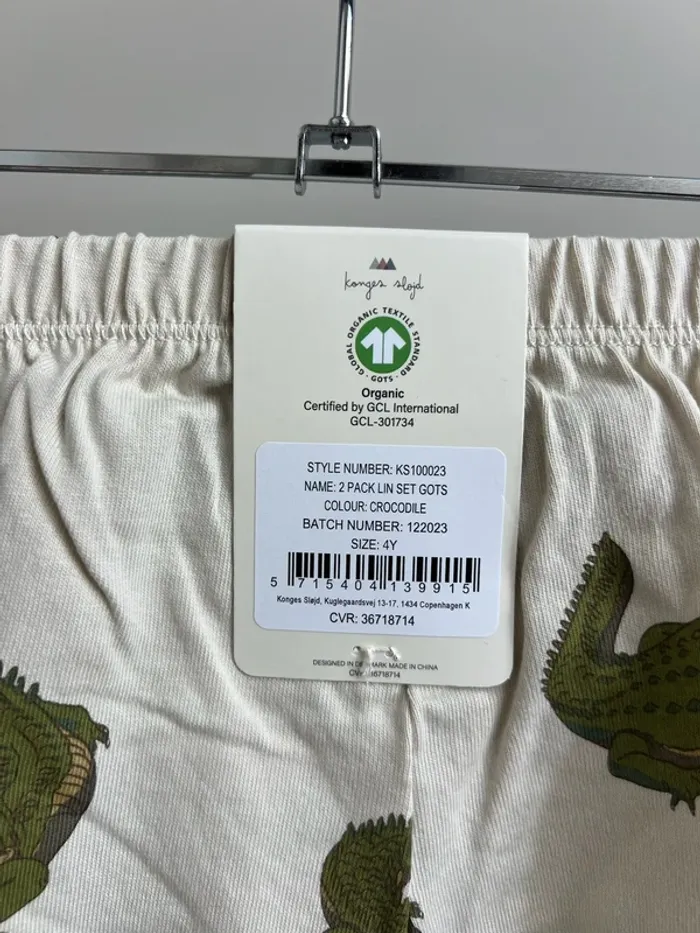 konges sløjd
GLOBAL ORGANIC TEXTILE STANDARD
· GOTS ·
Organic
Certified by GCL International
GCL-301734
STYLE NUMBER: KS100023
NAME: 2 PACK LIN SET GOTS
COLOUR: CROCODILE
BATCH NUMBER: 122023
SIZE: 4Y
5 715404 139915
Konges Sløjd, Kuglegaardsvej 13-17, 1434 Copenhagen K
CVR: 36718714
DESIGNED IN DENMARK MADE IN CHINA
36718714